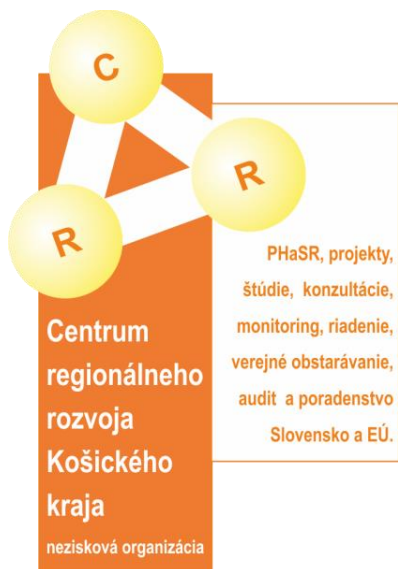 C
R
R
PHaSR, projekty,
štúdie, konzultácie,
monitoring, riadenie,
verejné obstarávanie,
audit a poradenstvo
Slovensko a EÚ.
Centrum
regionálneho
rozvoja
Košického
kraja
nezisková organizácia